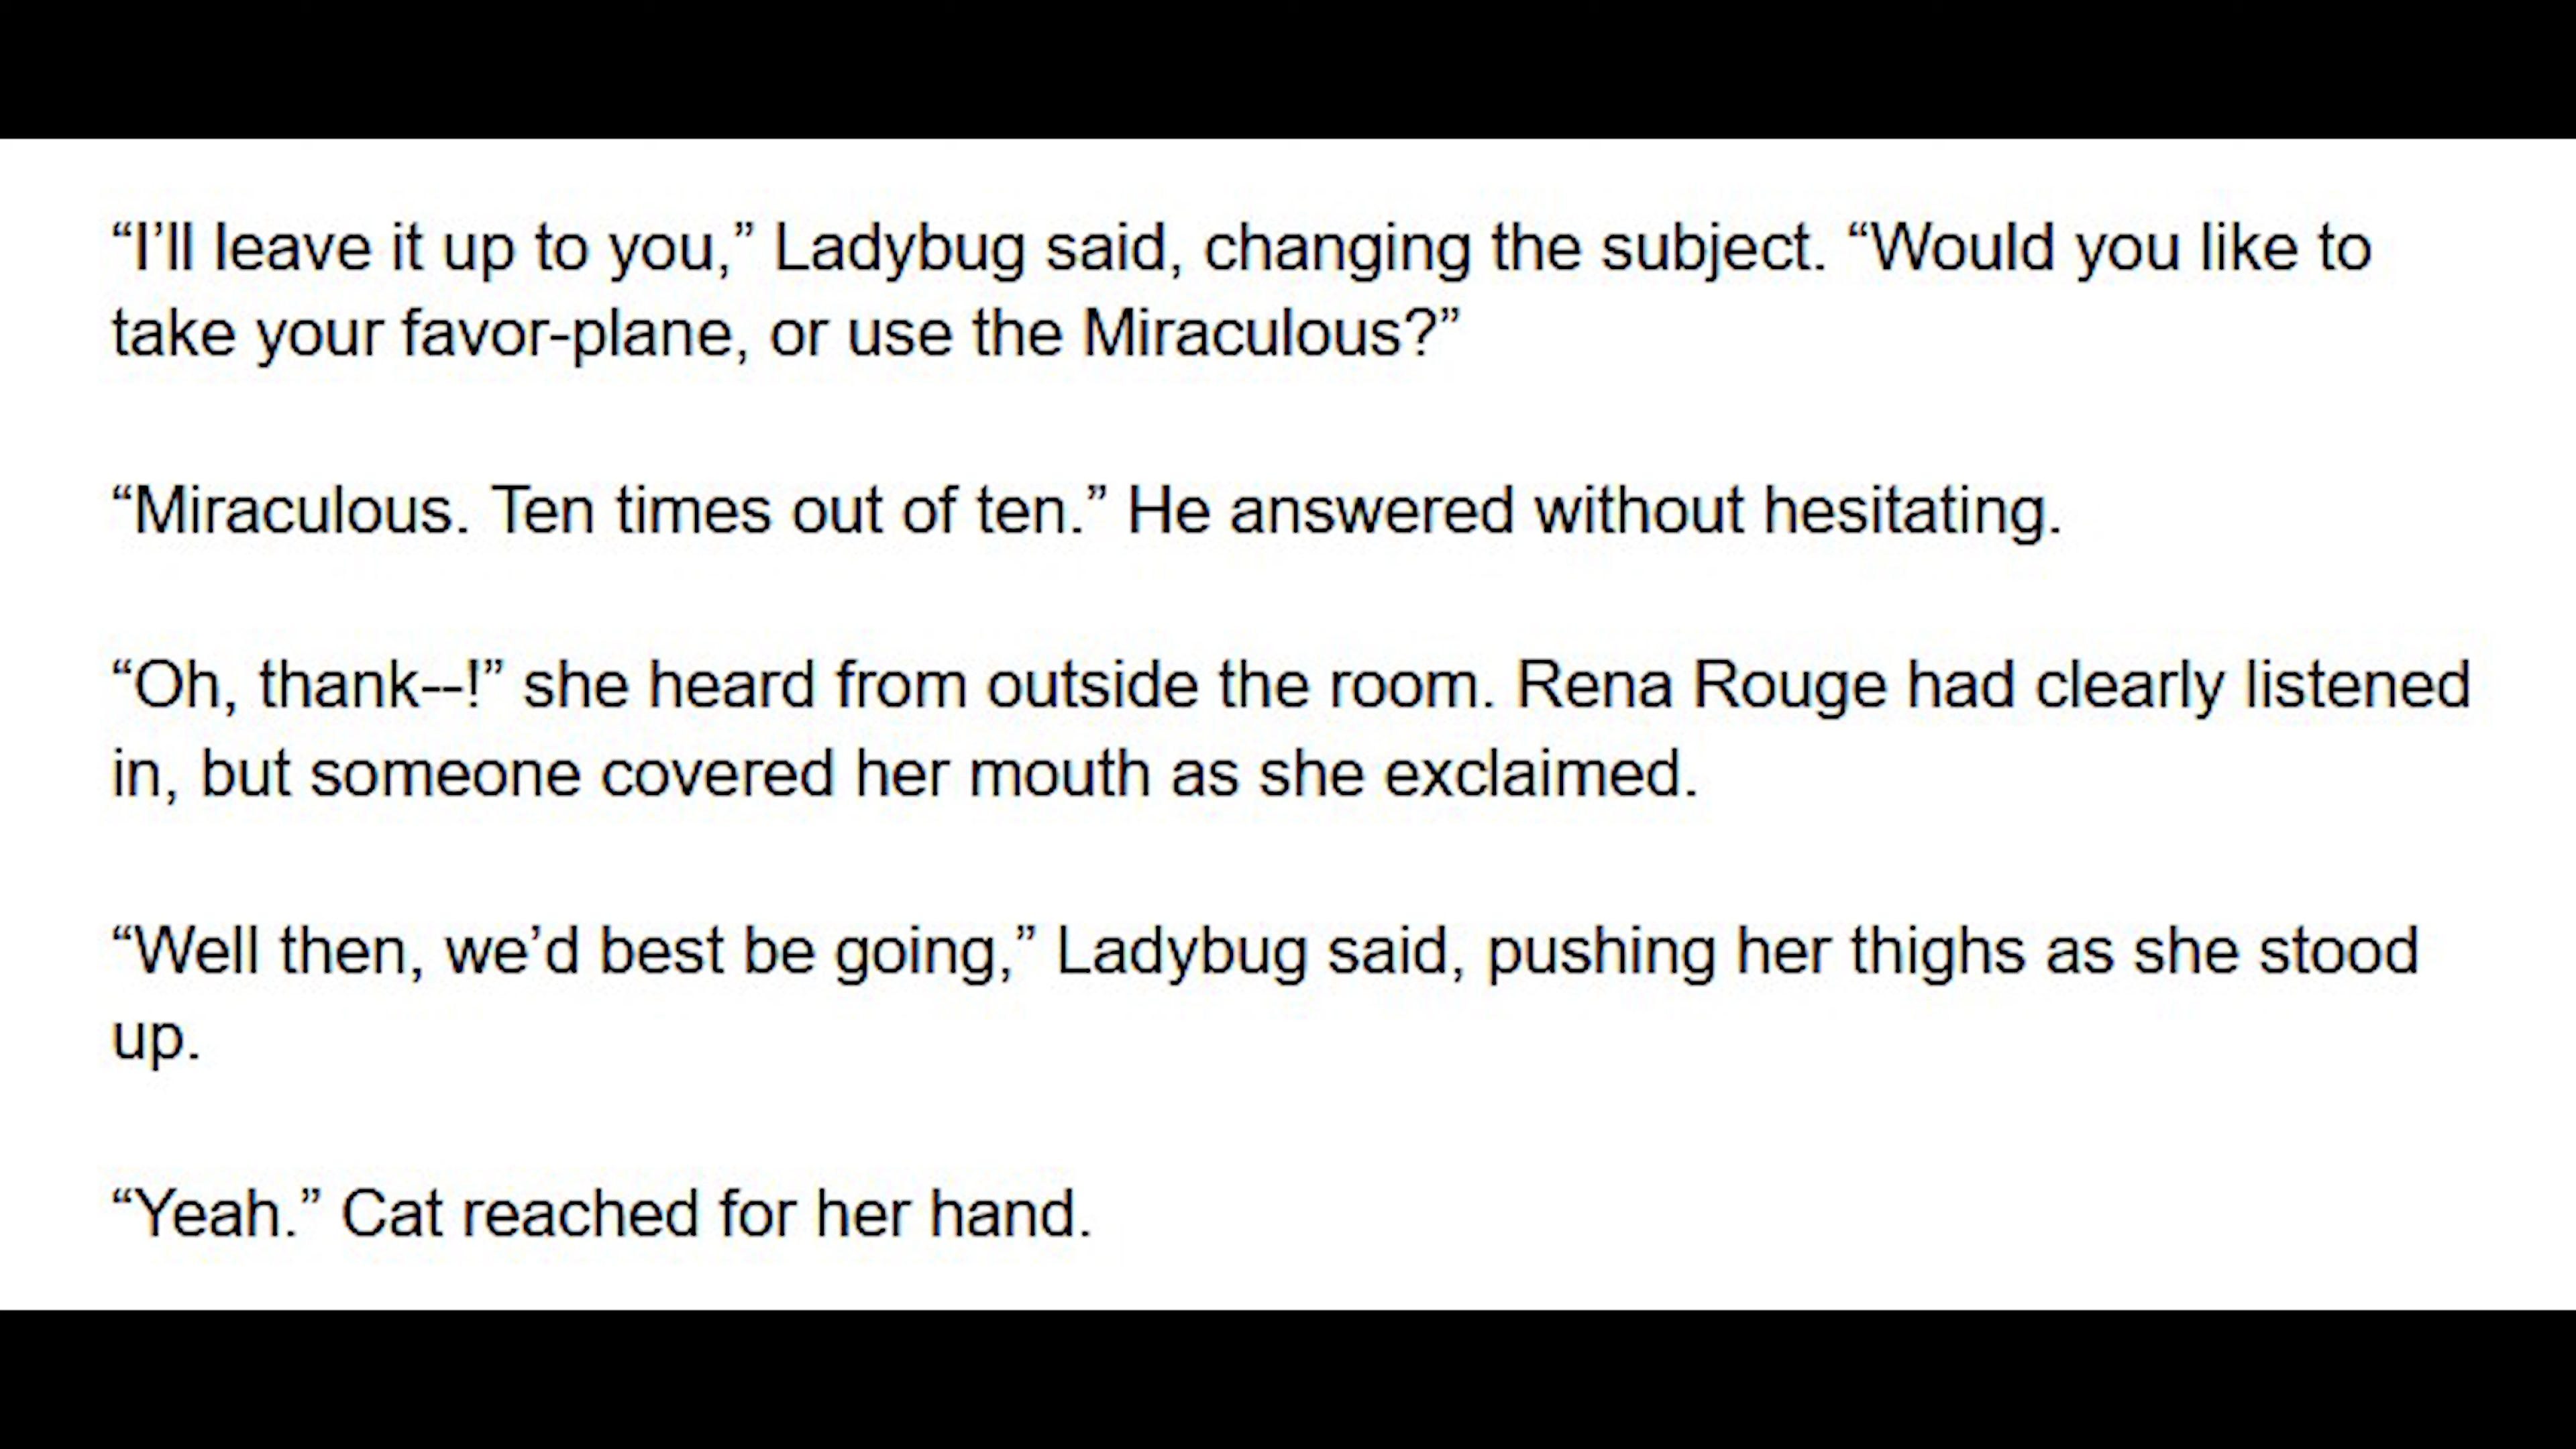 “I’ll leave it up to you,” Ladybug said, changing the subject. “Would you like to
take your favor-plane, or use the Miraculous?”
“Miraculous. Ten times out of ten.” He answered without hesitating.
“Oh, thank--!” she heard from outside the room. Rena Rouge had clearly listened
in, but someone covered her mouth as she exclaimed.
“Well then, we’d best be going,” Ladybug said, pushing her thighs as she stood
up.
“Yeah.” Cat reached for her hand.